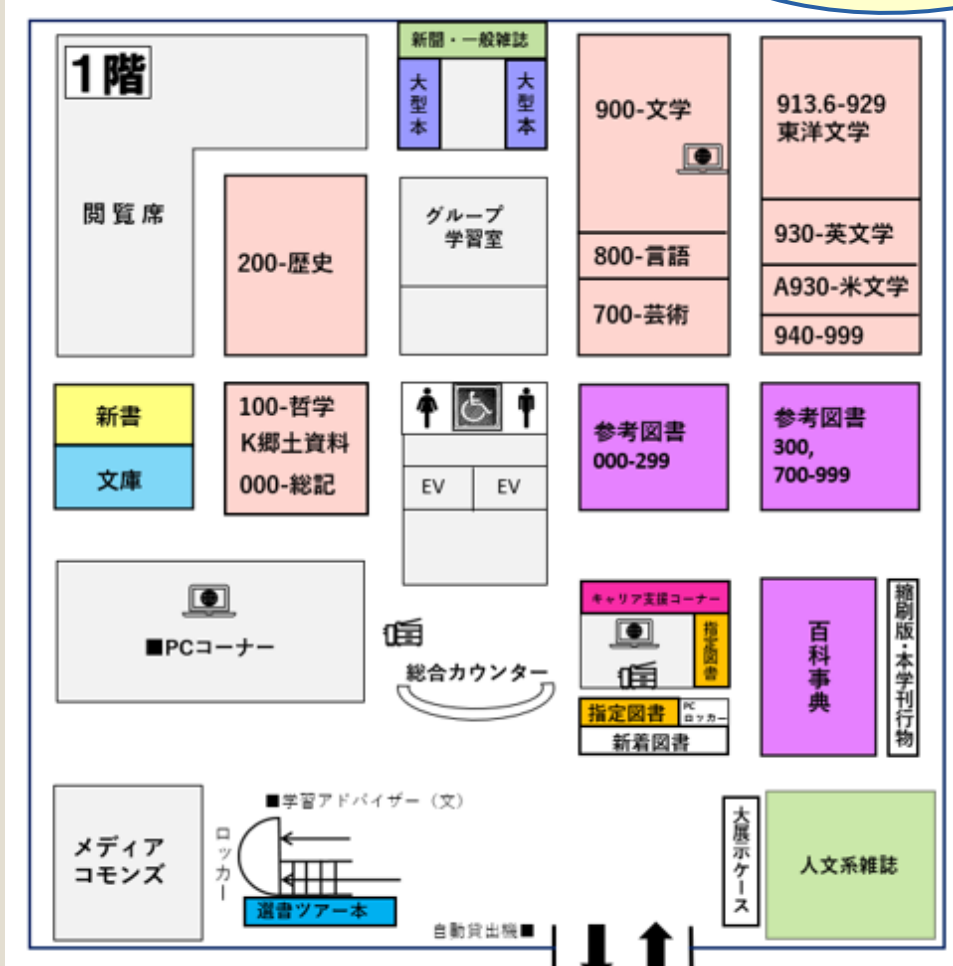 1階
閲覧席
新聞・一般雑誌
大型本
大型本
900-文学
913.6-929
東洋文学
グループ
学習室
200-歴史
800-言語
700-芸術
930-英文学
A930-米文学
940-999
新書
文庫
100-哲学
K郷土資料
000-総記
EV
EV
参考図書
000-299
参考図書
300,
700-999
■PCコーナー
総合カウンター
キャリア支援コーナー
指定図書
指定図書
PC
ロッカー
新着図書
百科事典
縮刷版・本学刊行物
メディア
コモンズ
ロッカー
■学習アドバイザー（文）
選書ツアー本
自動貸出機■
大展示ケース
人文系雑誌